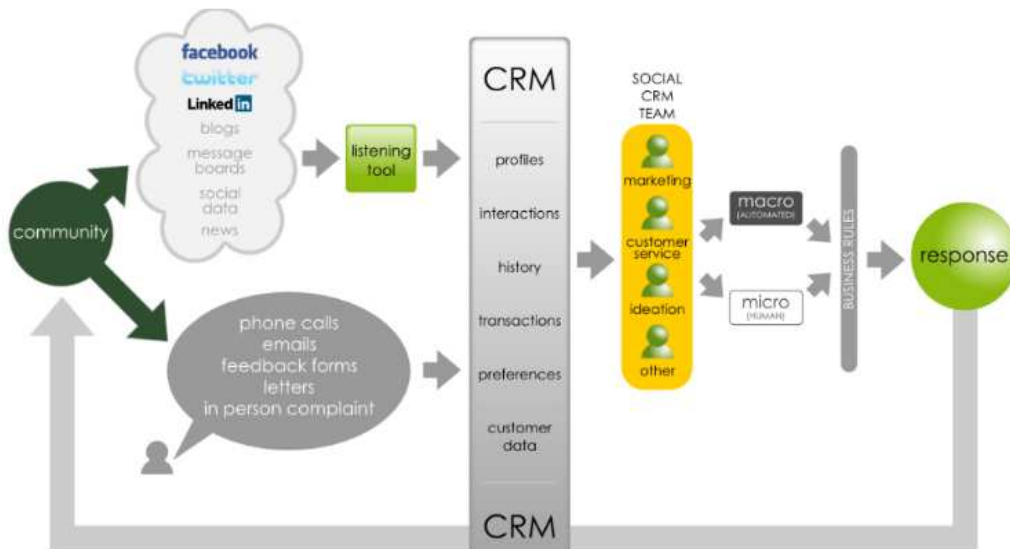 community
facebook
twitter
Linked in
blogs
message
boards
social
data
news
listening
tool
phone calls
emails
feedback forms
letters
in person complaint
CRM
profiles
interactions
history
transactions
preferences
customer
data
CRM
SOCIAL
CRM
TEAM
marketing
customer
service
ideation
other
macro
(AUTOMATED)
micro
(HUMAN)
BUSINESS RULES
response